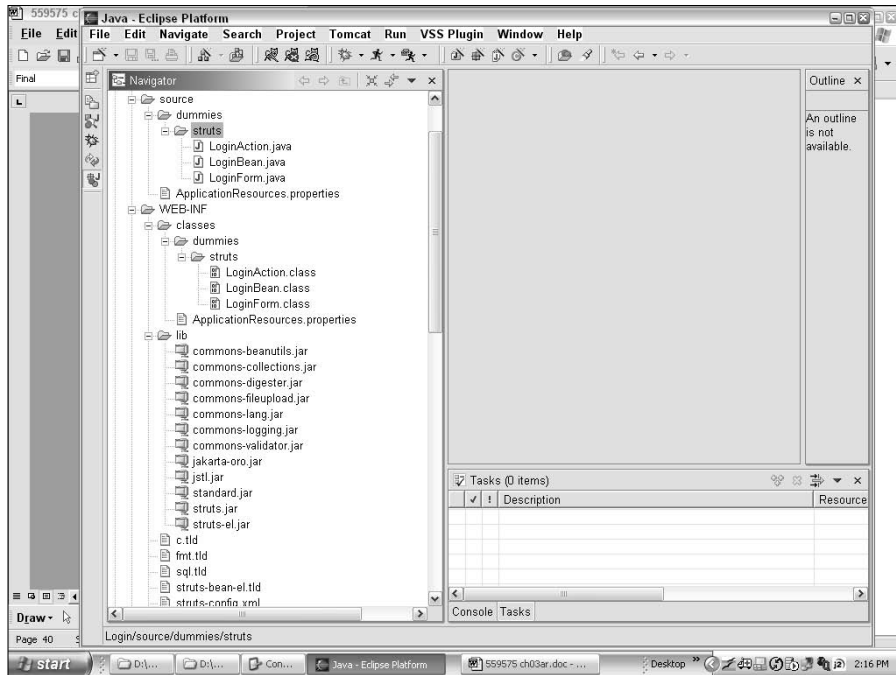 559575 c
Java - Eclipse Platform
File Edit
File Edit Navigate Search Project Tomcat Run VSS Plugin Window Help
Final
Navigator
Outline
An outline
is not
available.
source
dummies
struts
LoginAction.java
LoginBean.java
LoginForm.java
ApplicationResources.properties
WEB-INF
classes
dummies
struts
LoginAction.class
LoginBean.class
LoginForm.class
ApplicationResources.properties
lib
commons-beanutils.jar
commons-collections.jar
commons-digester.jar
commons-fileupload.jar
commons-lang.jar
commons-logging.jar
commons-validator.jar
jakarta-oro.jar
jstl.jar
standard.jar
struts.jar
struts-el.jar
c.tld
fmt.tld
sql.tld
struts-bean-el.tld
struts-config.xml
Tasks (0 items)
! Description Resource
Console Tasks
Draw
Page 40
Login/source/dummies/struts
start D:\... D:\... Con... Java - Eclipse Platform 559575 ch03ar.doc - ... Desktop » 2:16 PM